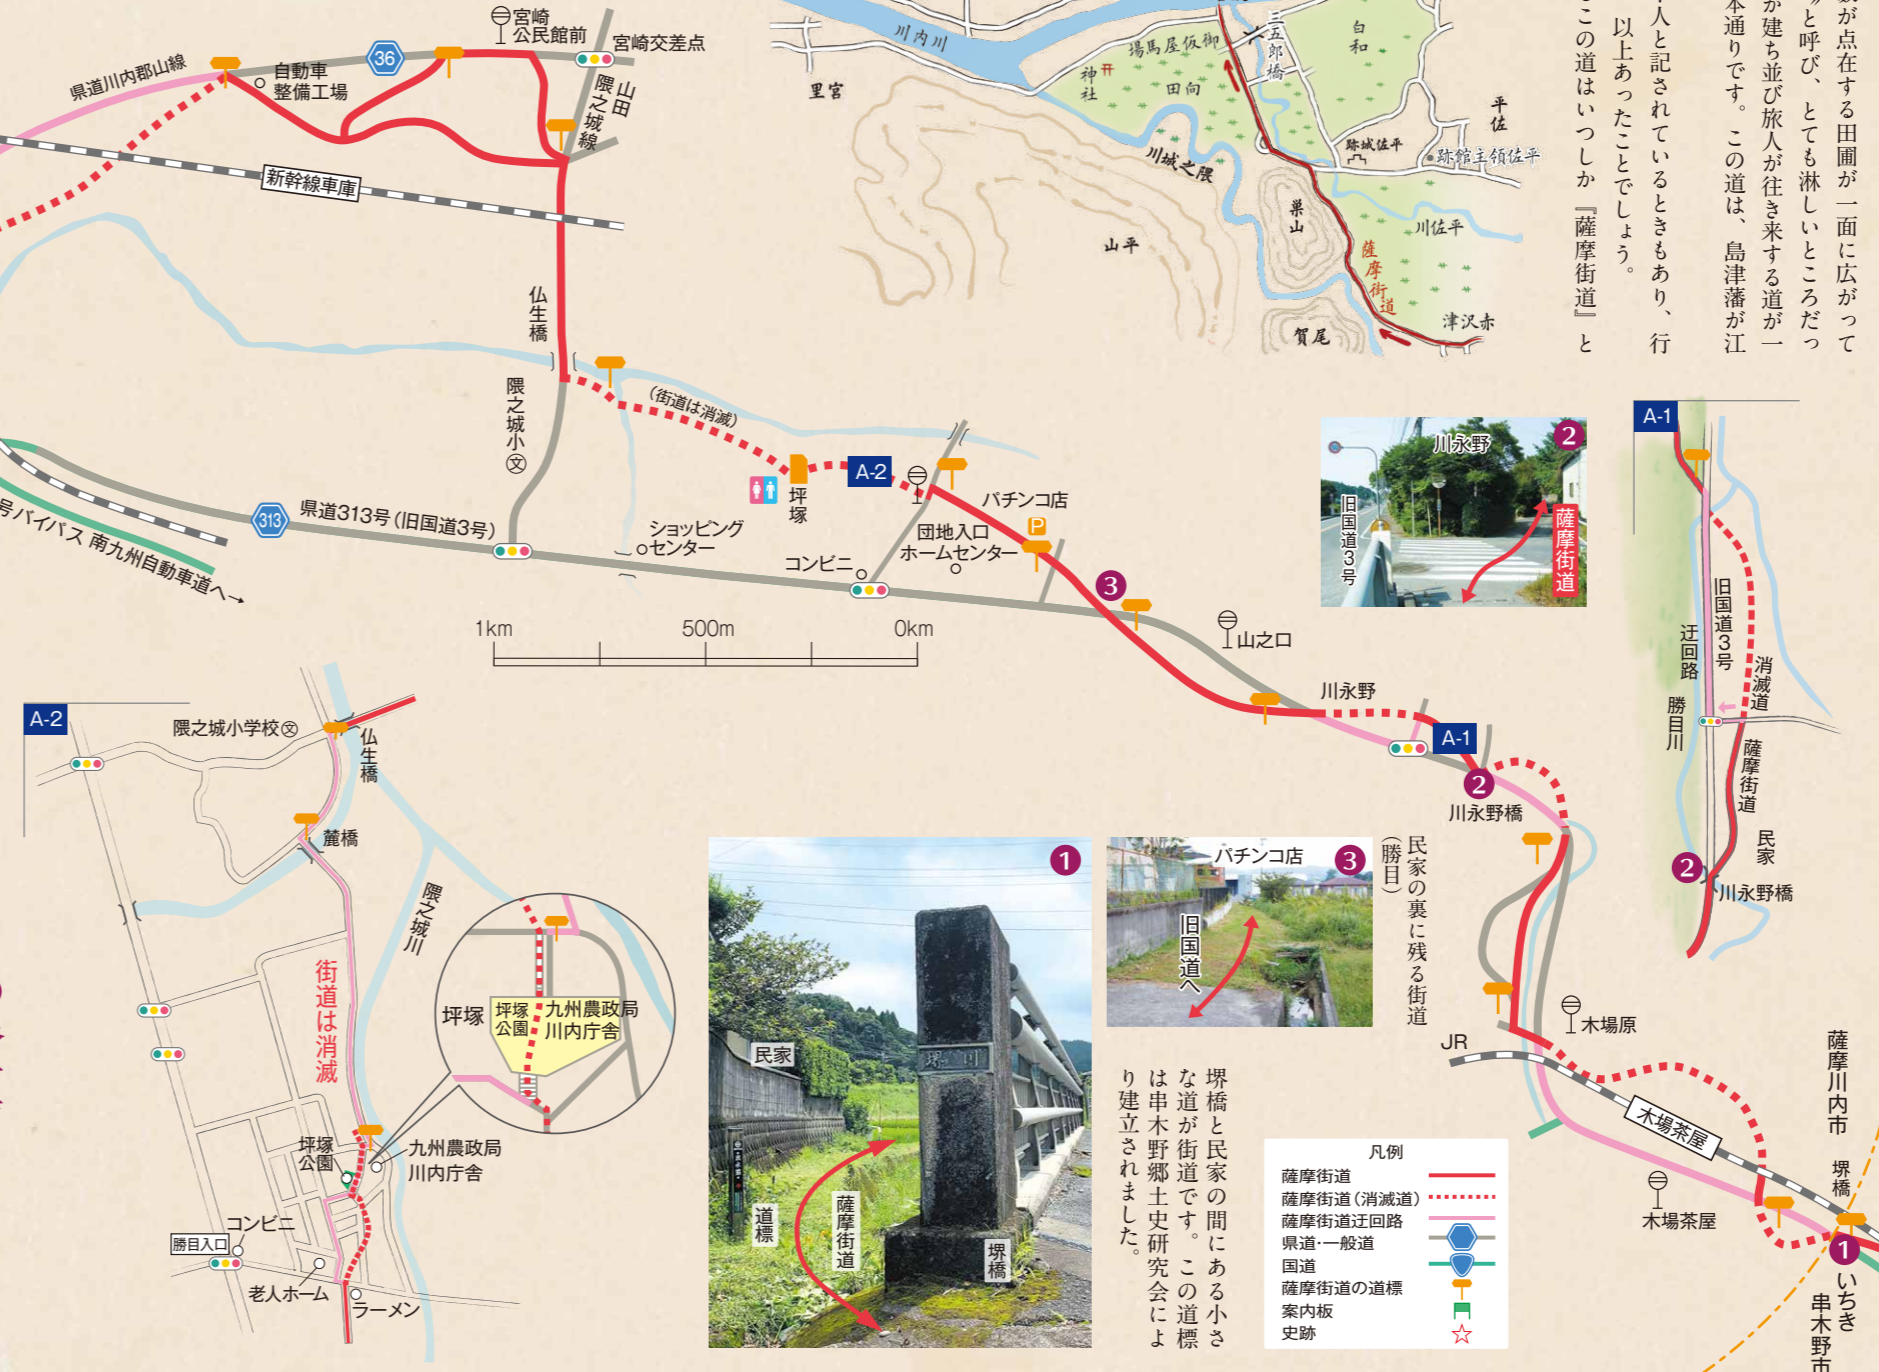 数が点在する田圃が一面に広がって
〟と呼び、とても淋しいところだっ
が建ち並び旅人が往き来する道が一
本通りです。この道は、島津藩が江
人と記されているときもあり、行
以上あったことでしょう。
この道はいつしか『薩摩街道』と
宮崎
公民館前
宮崎交差点
36
県道川内郡山線
自動車
整備工場
山田
隈之城線
新幹線車庫
仏生橋
隈之城小
文
(街道は消滅)
坪塚
A-2
パチンコ店
P
団地入口
ホームセンター
ショッピング
センター
コンビニ
313
県道313号(旧国道3号)
号バイパス 南九州自動車道へ→
1km
500m
0km
3
山之口
川永野
A-1
2
川永野橋
木場原
JR
木場茶屋
木場茶屋
薩摩川内市
堺橋
1
いちき
串木野市
川内川
御仮屋馬場
三五郎橋
白和
神社
向田
里宮
平佐
平佐城跡
平佐領主館跡
隈之城川
巣山
平佐川
平山
薩摩街道
赤沢津
尾賀
2
川永野
旧国道3号
薩摩街道
A-1
旧国道3号
迂回路
消滅道
勝目川
薩摩街道
民家
2
川永野橋
A-2
隈之城小学校
文
仏生橋
麓橋
隈之城川
街道は消滅
坪塚
坪塚
公園
九州農政局
川内庁舎
坪塚
公園
九州農政局
川内庁舎
コンビニ
勝目入口
老人ホーム
ラーメン
1
民家
道標
薩摩街道
堺橋
3
パチンコ店
旧国道へ
民家の裏に残る街道
(勝目)
堺橋と民家の間にある小さ
な道が街道です。この道標
は串木野郷土史研究会によ
り建立されました。
凡例
薩摩街道
薩摩街道(消滅道)
薩摩街道迂回路
県道・一般道
国道
薩摩街道の道標
案内板
史跡